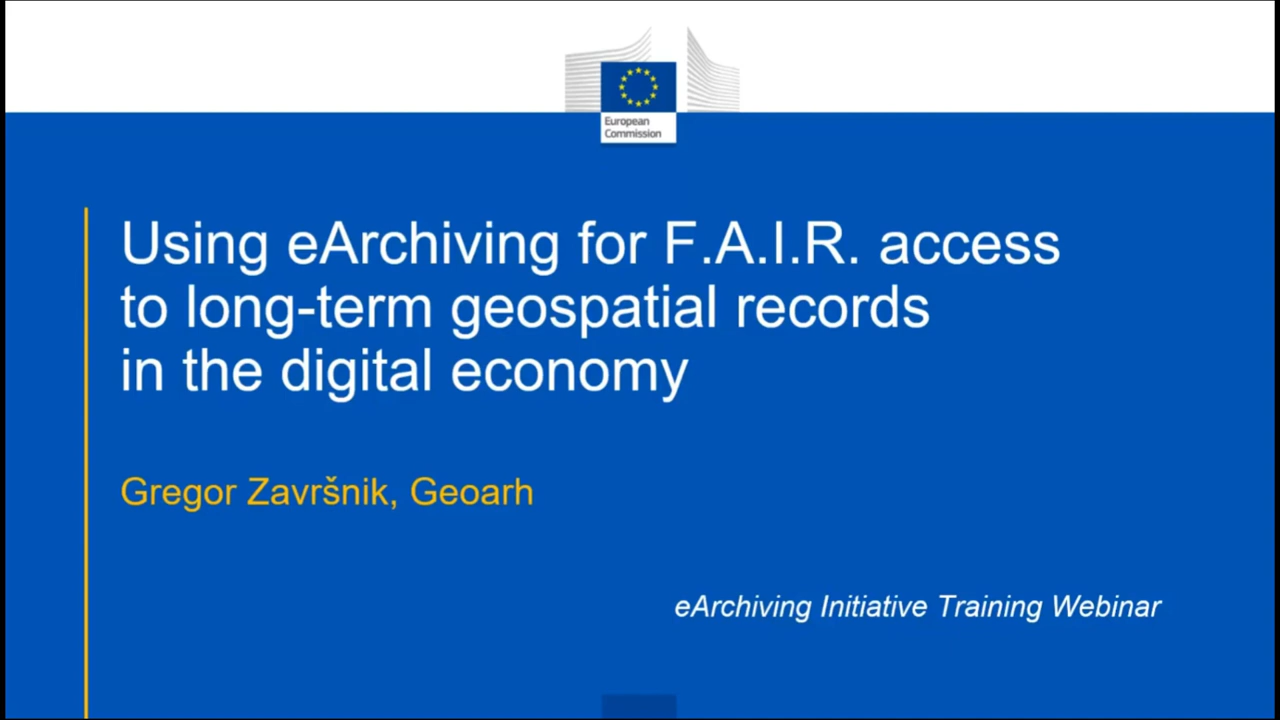 European
Commission
Using eArchiving for F.A.I.R. access
to long-term geospatial records
in the digital economy
Gregor Završnik, Geoarh
eArchiving Initiative Training Webinar